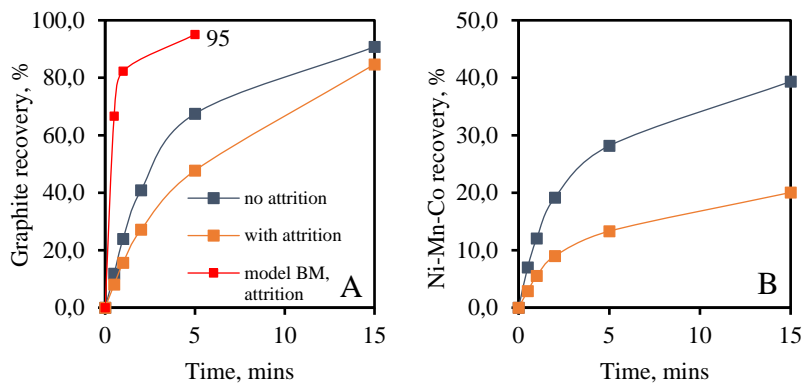 100,0
80,0
60,0
40,0
20,0
0,0
Graphite recovery, %
95
no attrition
with attrition
model BM,
attrition
A
0
5
10
15
Time, mins
50,0%
40,0%
30,0%
20,0%
10,0%
0,0%
Ni-Mn-Co recovery, %
B
0
5
10
15
Time, mins